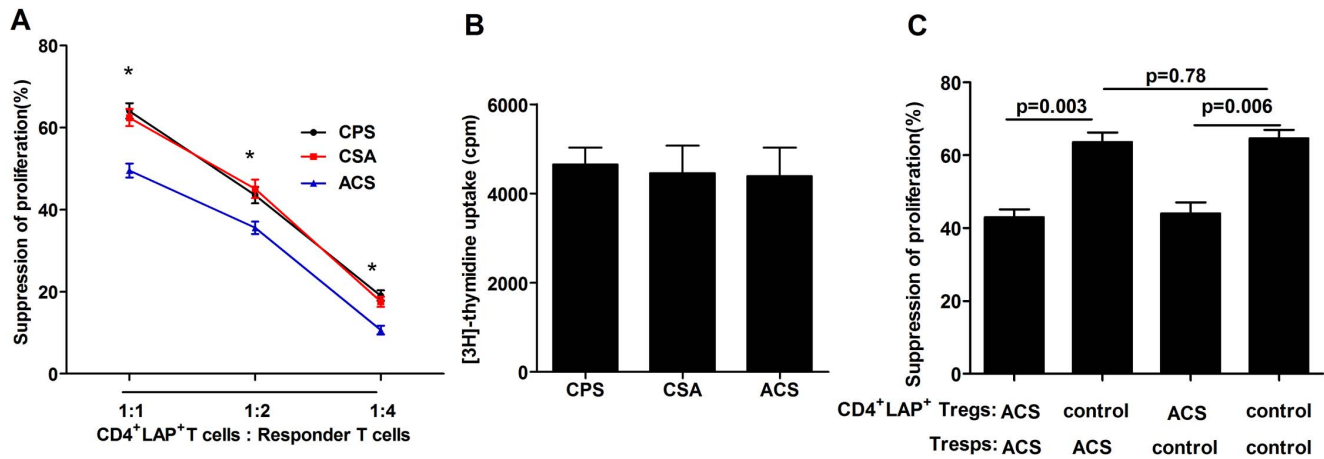 A
Suppression of proliferation(%)
80
60
40
20
0
*
*
*
CPS
CSA
ACS
1:1 1:2 1:4
CD4⁺LAP⁺T cells : Responder T cells
B
[3H]-thymidine uptake (cpm)
6000
4000
2000
0
CPS CSA ACS
C
Suppression of proliferation(%)
80
60
40
20
0
p=0.78
p=0.003 p=0.006
CD4⁺LAP⁺ Tregs: ACS control ACS control
Tresps: ACS ACS control control